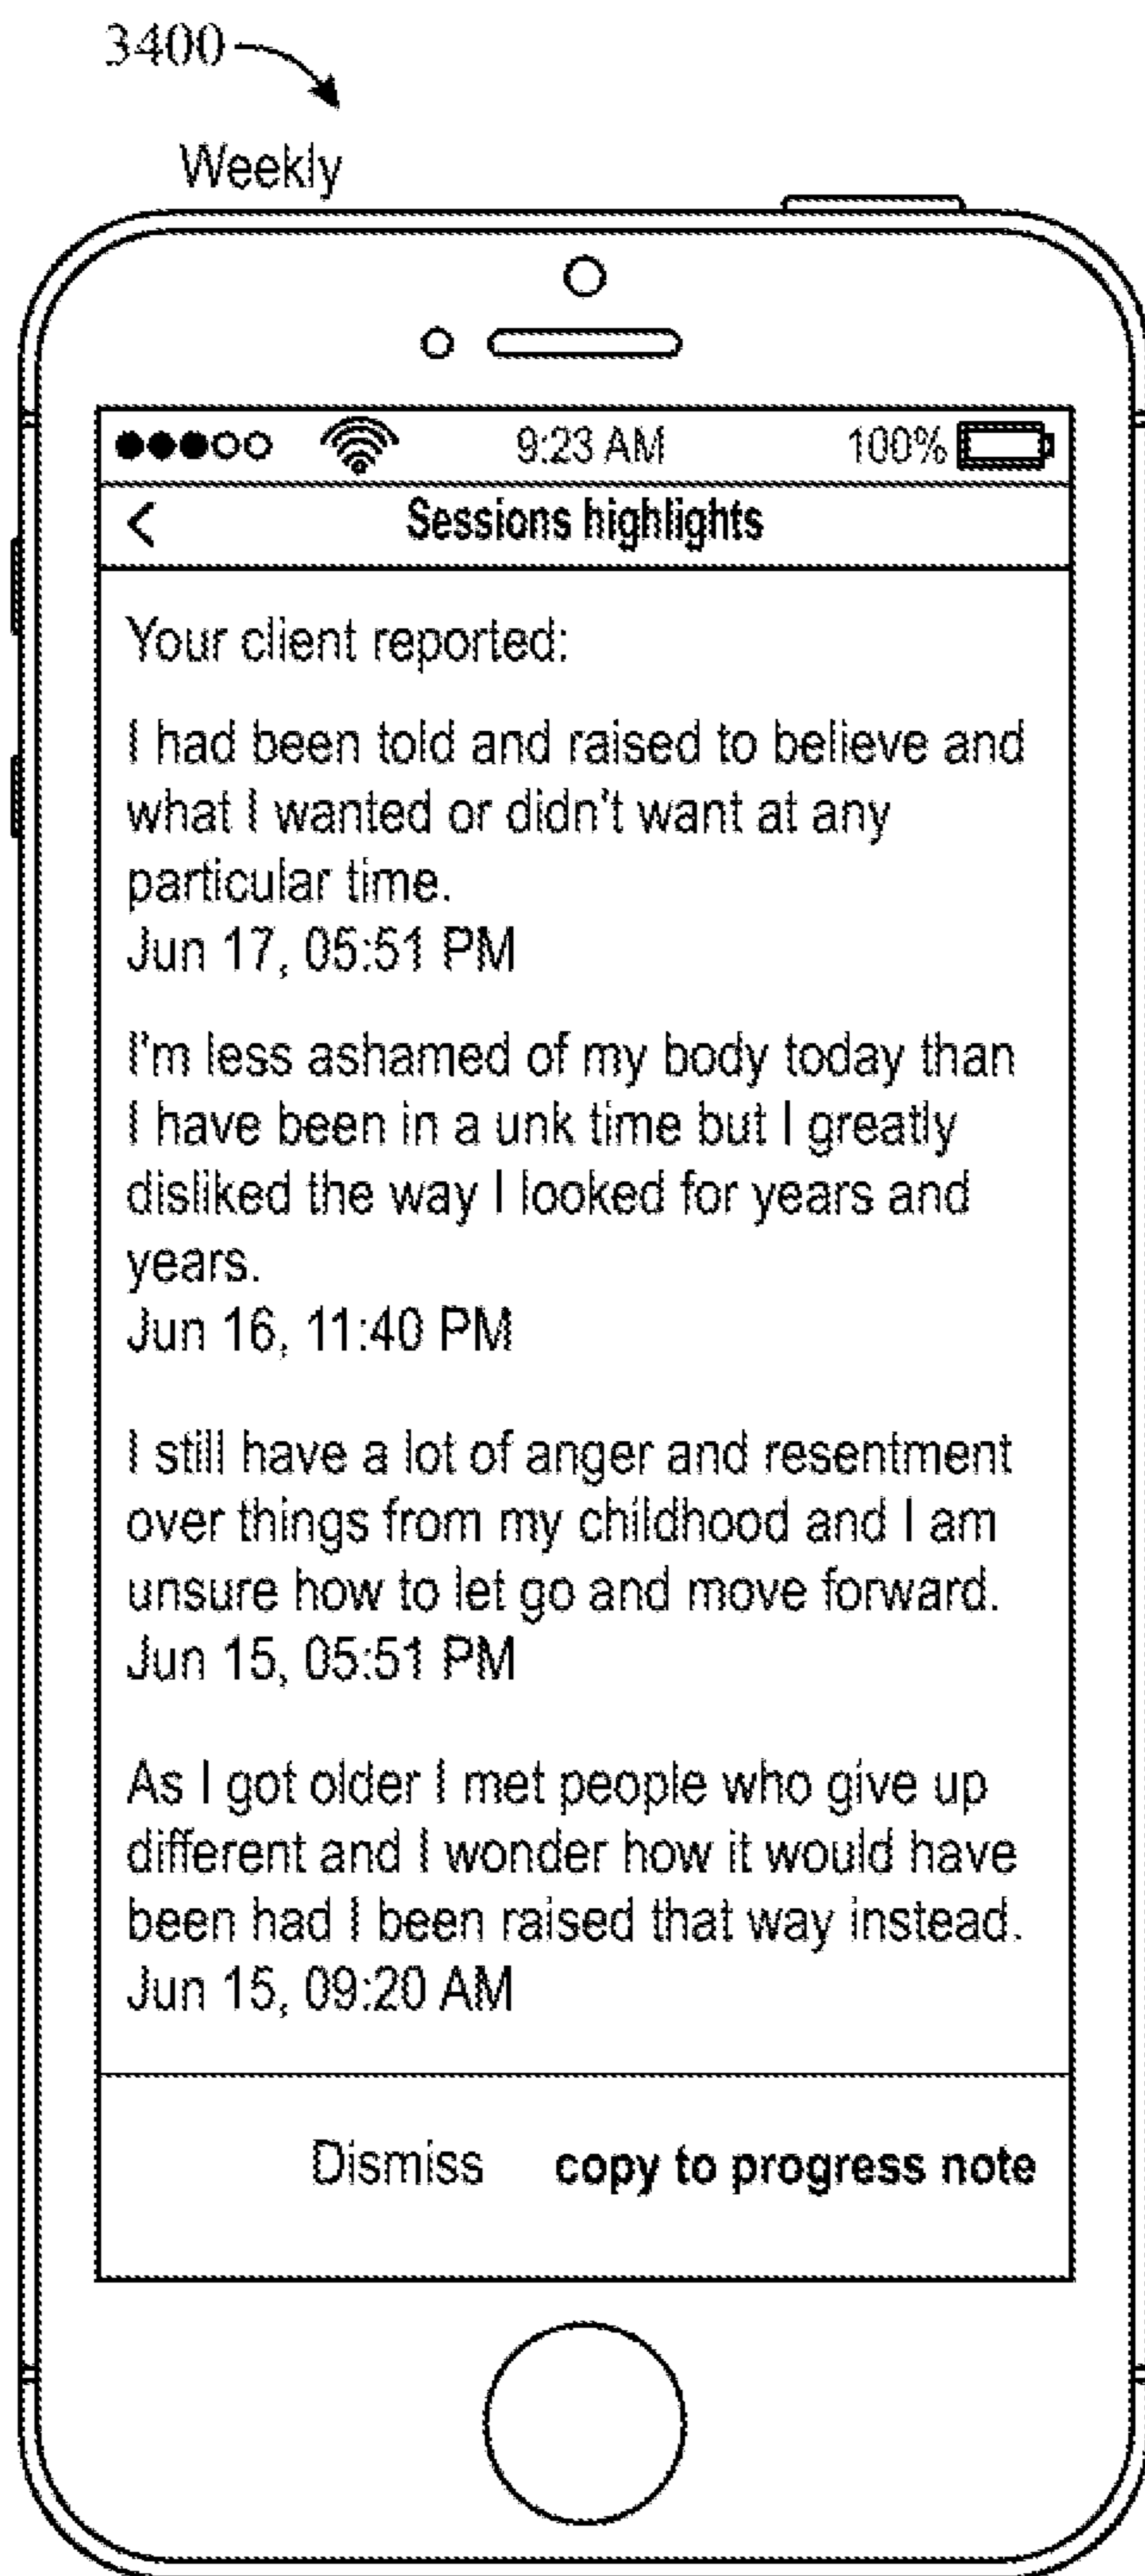 3400
Weekly
9:23 AM 100%
< Sessions highlights
Your client reported:
I had been told and raised to believe and
what I wanted or didn't want at any
particular time.
Jun 17, 05:51 PM
I'm less ashamed of my body today than
I have been in a unk time but I greatly
disliked the way I looked for years and
years.
Jun 16, 11:40 PM
I still have a lot of anger and resentment
over things from my childhood and I am
unsure how to let go and move forward.
Jun 15, 05:51 PM
As I got older I met people who give up
different and I wonder how it would have
been had I been raised that way instead.
Jun 15, 09:20 AM
Dismiss copy to progress note